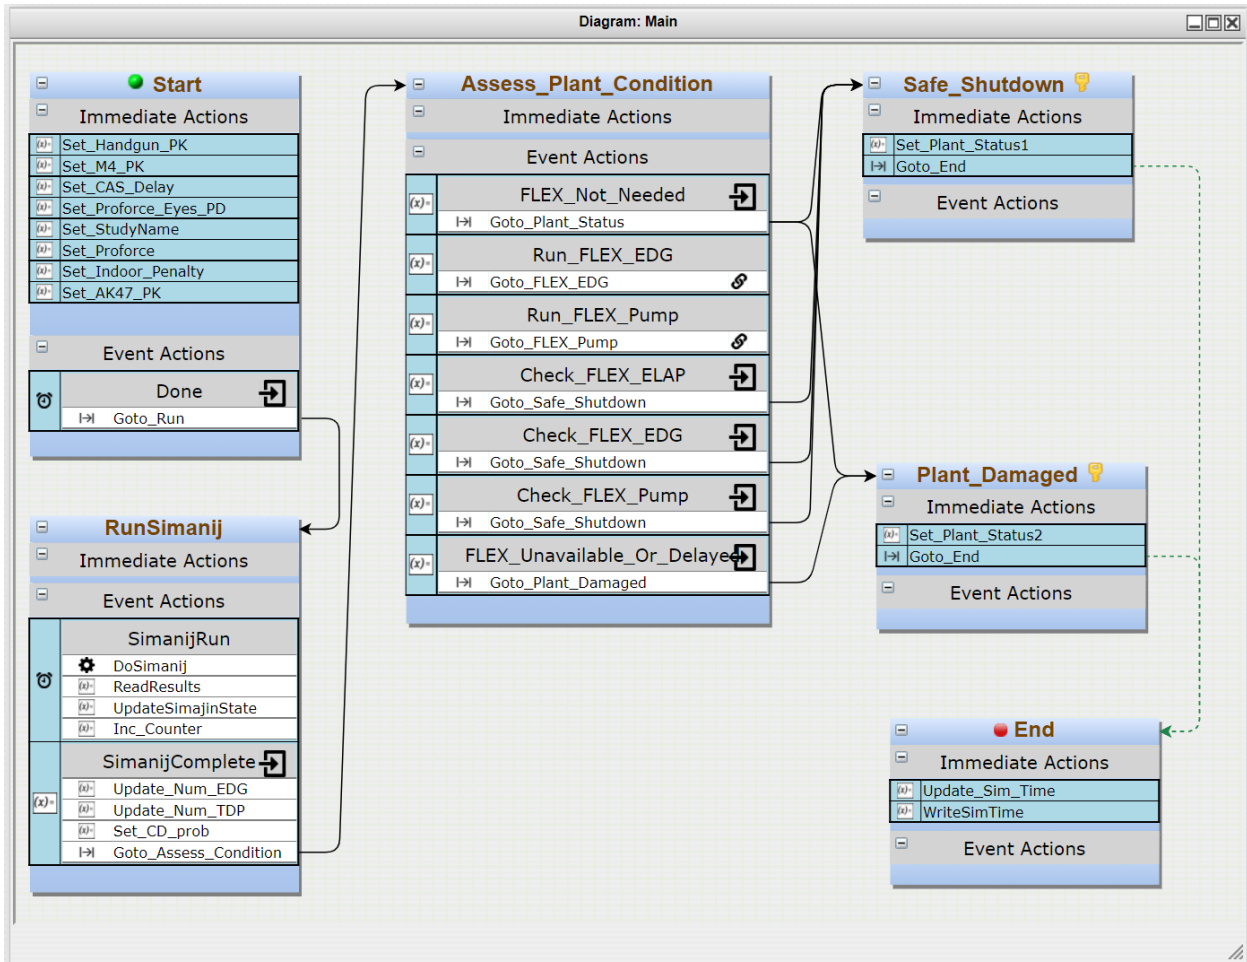 Diagram: Main
Start
Immediate Actions
Set_Handgun_PK
Set_M4_PK
Set_CAS_Delay
Set_Proforce_Eyes_PD
Set_StudyName
Set_Proforce
Set_Indoor_Penalty
Set_AK47_PK
Event Actions
Done
Goto_Run
RunSimanij
Immediate Actions
Event Actions
SimanijRun
DoSimanij
ReadResults
UpdateSimajinState
Inc_Counter
SimanijComplete
(x)= Update_Num_EDG
(x)= Update_Num_TDP
(x)= Set_CD_prob
Goto_Assess_Condition
Assess_Plant_Condition
Immediate Actions
Event Actions
(x)= FLEX_Not_Needed
Goto_Plant_Status
(x)= Run_FLEX_EDG
Goto_FLEX_EDG
(x)= Run_FLEX_Pump
Goto_FLEX_Pump
(x)= Check_FLEX_ELAP
Goto_Safe_Shutdown
(x)= Check_FLEX_EDG
Goto_Safe_Shutdown
(x)= Check_FLEX_Pump
Goto_Safe_Shutdown
(x)= FLEX_Unavailable_Or_Delayed
Goto_Plant_Damaged
Safe_Shutdown
Immediate Actions
Set_Plant_Status1
Goto_End
Event Actions
Plant_Damaged
Immediate Actions
Set_Plant_Status2
Goto_End
Event Actions
End
Immediate Actions
Update_Sim_Time
WriteSimTime
Event Actions